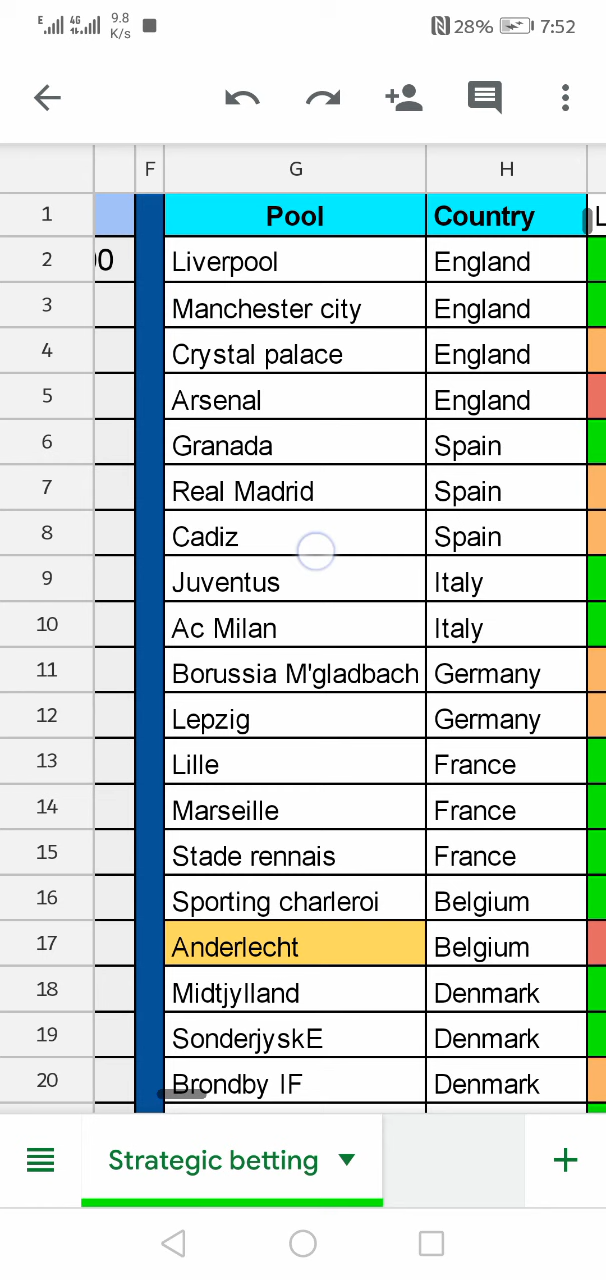 E 4G 9.8 K/s 28% 7:52
F G H
1 Pool Country L
2 00 Liverpool England
3 Manchester city England
4 Crystal palace England
5 Arsenal England
6 Granada Spain
7 Real Madrid Spain
8 Cadiz Spain
9 Juventus Italy
10 Ac Milan Italy
11 Borussia M'gladbach Germany
12 Lepzig Germany
13 Lille France
14 Marseille France
15 Stade rennais France
16 Sporting charleroi Belgium
17 Anderlecht Belgium
18 Midtjylland Denmark
19 SonderjyskE Denmark
20 Brondby IF Denmark
Strategic betting